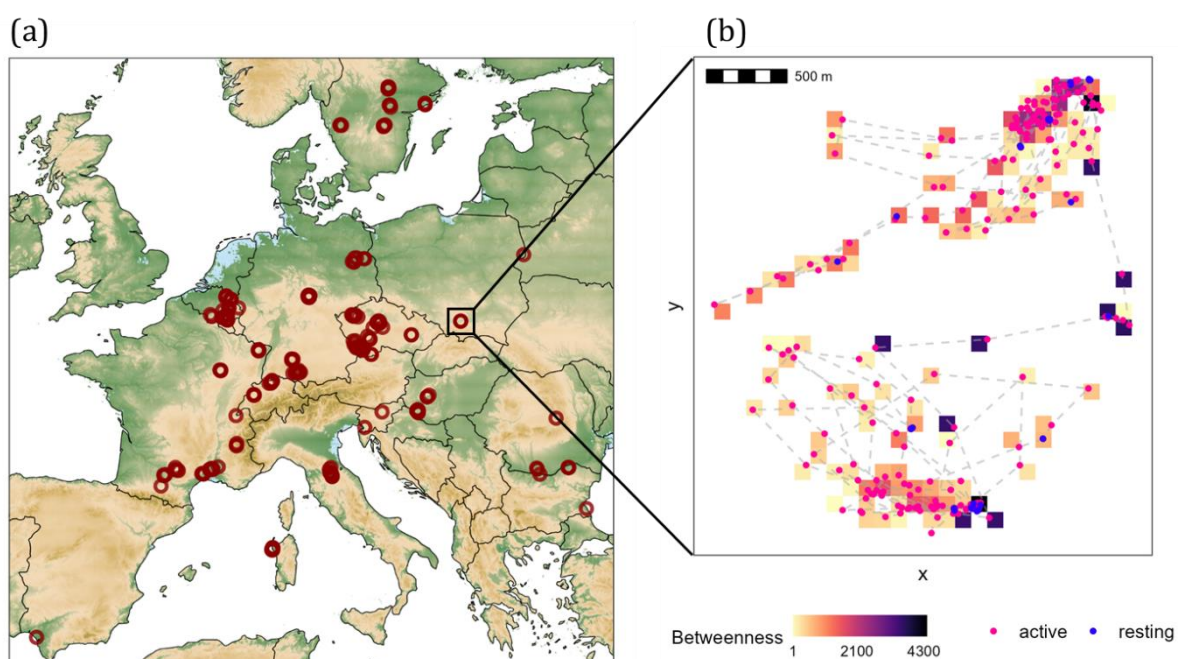 (a)
(b)
500 m
y
x
Betweenness
1 2100 4300
active
resting